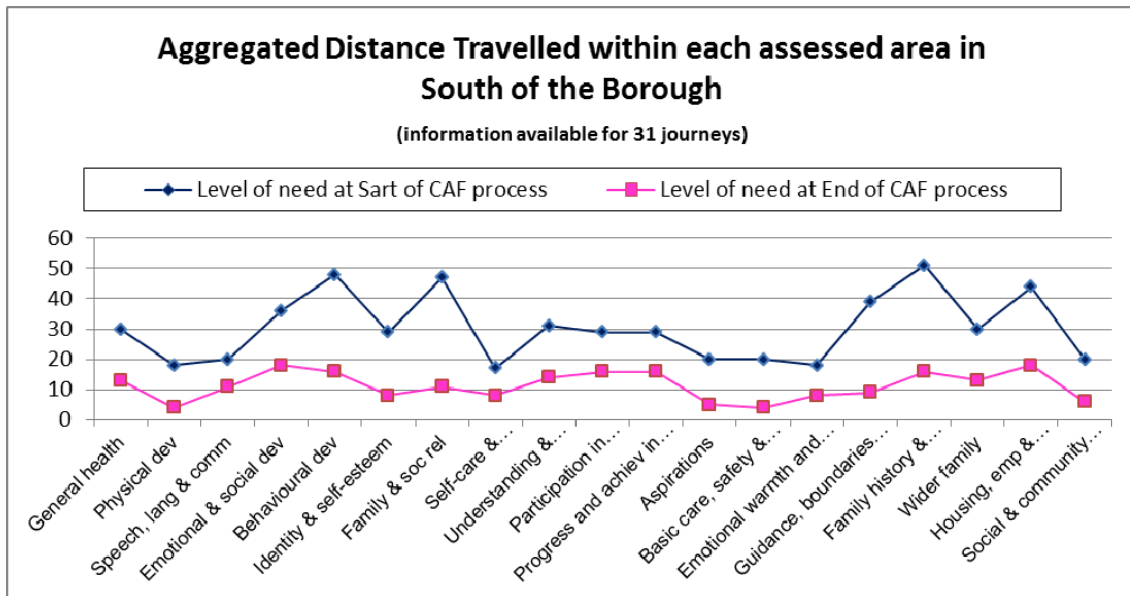 Aggregated Distance Travelled within each assessed area in
South of the Borough
(information available for 31 journeys)
Level of need at Sart of CAF process
Level of need at End of CAF process
60
50
40
30
20
10
0
General health
Physical dev
Speech, lang & comm
Emotional & social dev
Behavioural dev
Identity & self-esteem
Family & soc rel
Self-care &...
Understanding &...
Participation in...
Progress and achiev in...
Aspirations
Basic care, safety &...
Emotional warmth and...
Guidance, boundaries...
Family history &...
Wider family
Housing, emp &...
Social & community...